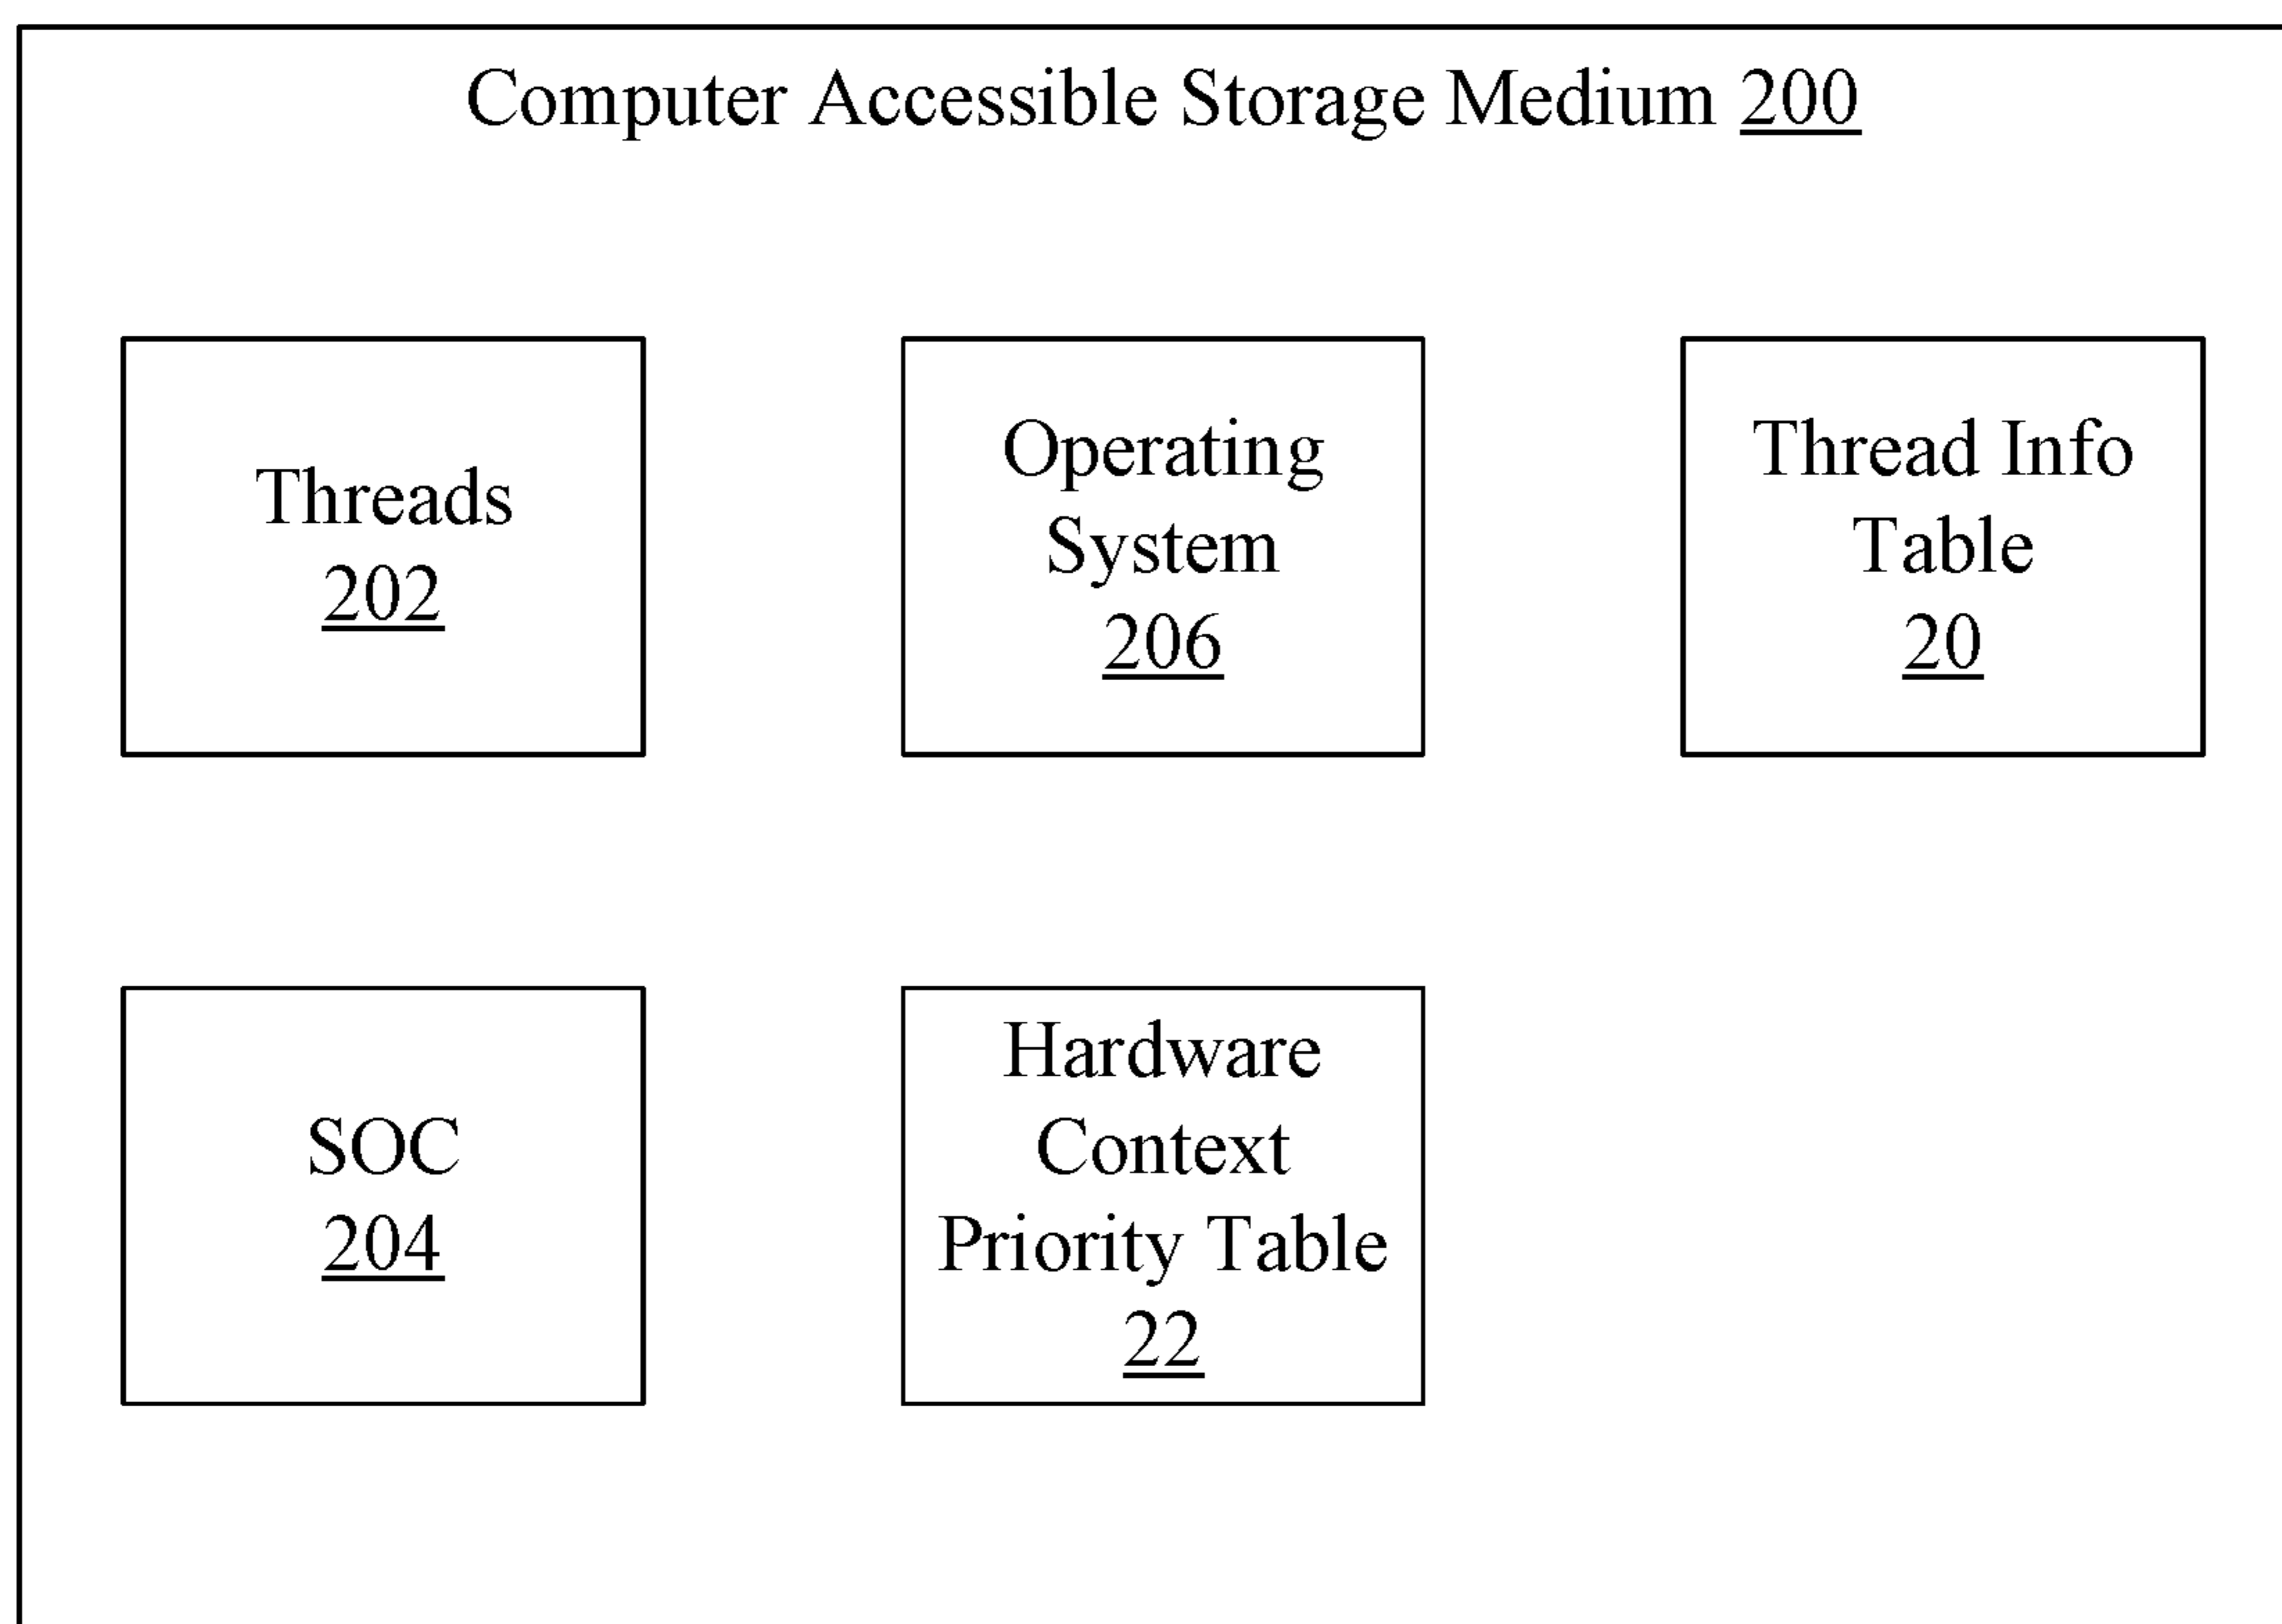 Computer Accessible Storage Medium 200
Threads
202
Operating
System
206
Thread Info
Table
20
SOC
204
Hardware
Context
Priority Table
22